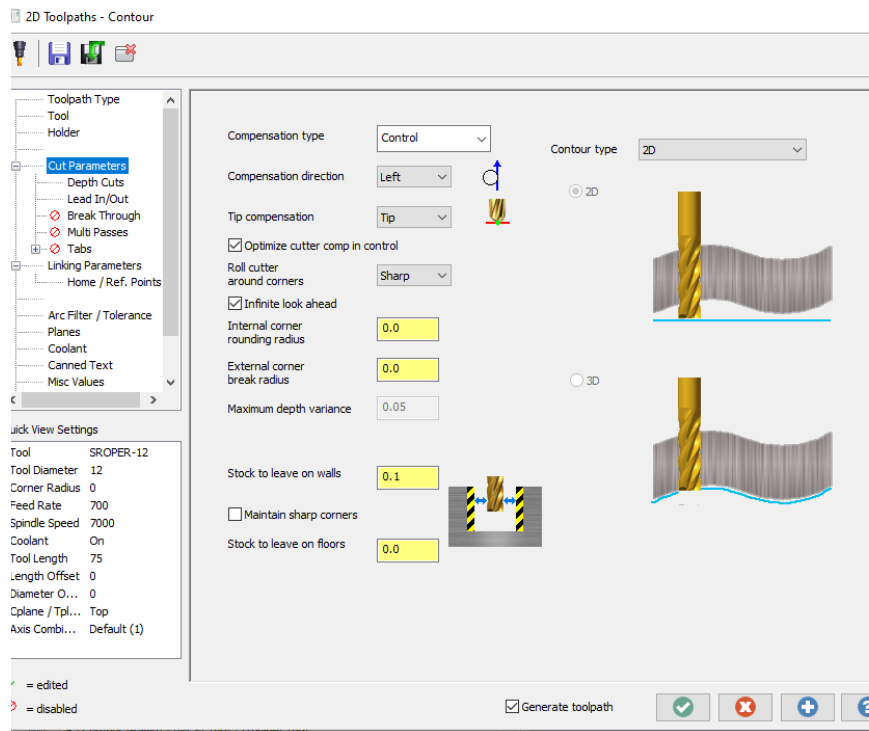 2D Toolpaths - Contour
Toolpath Type
Tool
Holder
Cut Parameters
Depth Cuts
Lead In/Out
Break Through
Multi Passes
Tabs
Linking Parameters
Home / Ref. Points
Arc Filter / Tolerance
Planes
Coolant
Canned Text
Misc Values
uick View Settings
Tool SROPER-12
Tool Diameter 12
Corner Radius 0
Feed Rate 700
Spindle Speed 7000
Coolant On
Tool Length 75
Length Offset 0
Diameter O... 0
Cplane / Tpl... Top
Axis Combi... Default (1)
= edited
= disabled
Compensation type Control
Compensation direction Left
Tip compensation Tip
Optimize cutter comp in control
Roll cutter
around corners Sharp
Infinite look ahead
Internal corner
rounding radius 0.0
External corner
break radius 0.0
Maximum depth variance 0.05
Stock to leave on walls 0.1
Maintain sharp corners
Stock to leave on floors 0.0
Contour type 2D
2D
3D
Generate toolpath